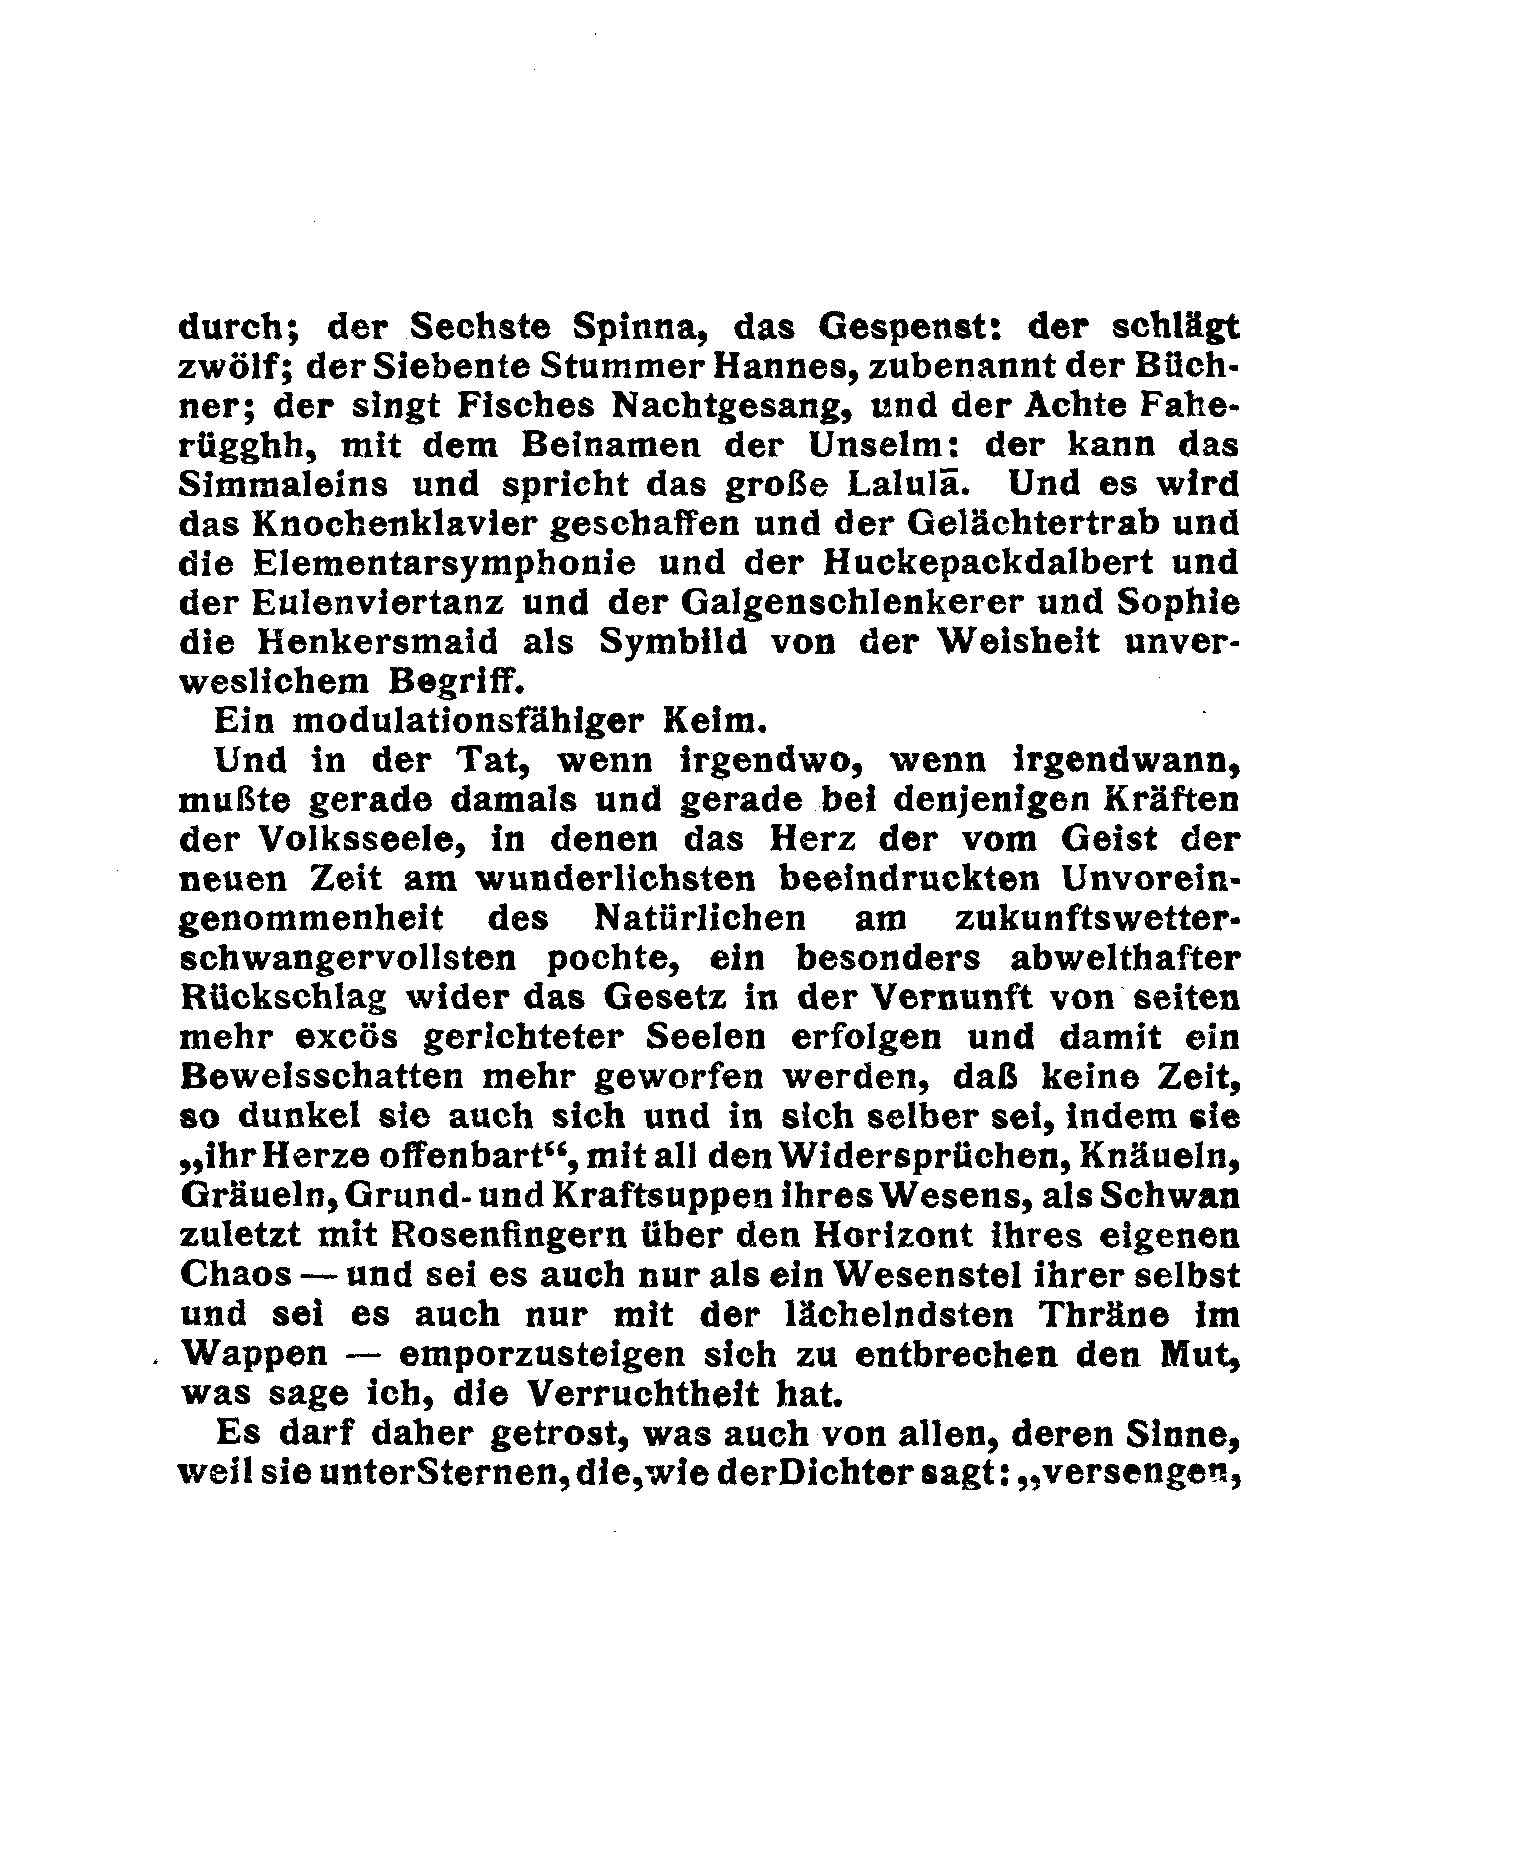 durch; der Sechste Spinna, das Gespenst: der schlägt
zwölf; der Siebente Stummer Hannes, zubenannt der Büch-
ner; der singt Fisches Nachtgesang, und der Achte Fahe-
rügghh, mit dem Beinamen der Unselm: der kann das
Simmaleins und spricht das große Lalulā. Und es wird
das Knochenklavier geschaffen und der Gelächtertrab und
die Elementarsymphonie und der Huckepackdalbert und
der Eulenviertanz und der Galgenschlenkerer und Sophie
die Henkersmaid als Symbild von der Weisheit unver-
weslichem Begriff.
Ein modulationsfähiger Keim.
Und in der Tat, wenn irgendwo, wenn irgendwann,
mußte gerade damals und gerade bei denjenigen Kräften
der Volksseele, in denen das Herz der vom Geist der
neuen Zeit am wunderlichsten beeindruckten Unvorein-
genommenheit des Natürlichen am zukunftswetter-
schwangervollsten pochte, ein besonders abwelthafter
Rückschlag wider das Gesetz in der Vernunft von seiten
mehr excös gerichteter Seelen erfolgen und damit ein
Beweisschatten mehr geworfen werden, daß keine Zeit,
so dunkel sie auch sich und in sich selber sei, indem sie
„ihr Herze offenbart“, mit all den Widersprüchen, Knäueln,
Gräueln, Grund- und Kraftsuppen ihres Wesens, als Schwan
zuletzt mit Rosenfingern über den Horizont ihres eigenen
Chaos — und sei es auch nur als ein Wesenstel ihrer selbst
und sei es auch nur mit der lächelndsten Thräne im
Wappen — emporzusteigen sich zu entbrechen den Mut,
was sage ich, die Verruchtheit hat.
Es darf daher getrost, was auch von allen, deren Sinne,
weil sie unter Sternen, die, wie der Dichter sagt: „versengen,